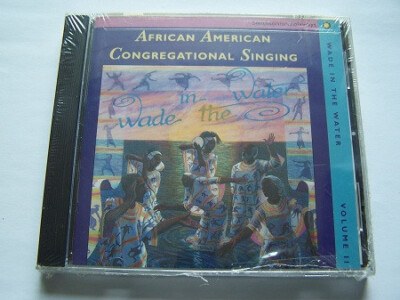 AFRICAN AMERICAN
CONGREGATIONAL SINGING
Wade in the Water
WADE IN THE WATER
VOLUME II